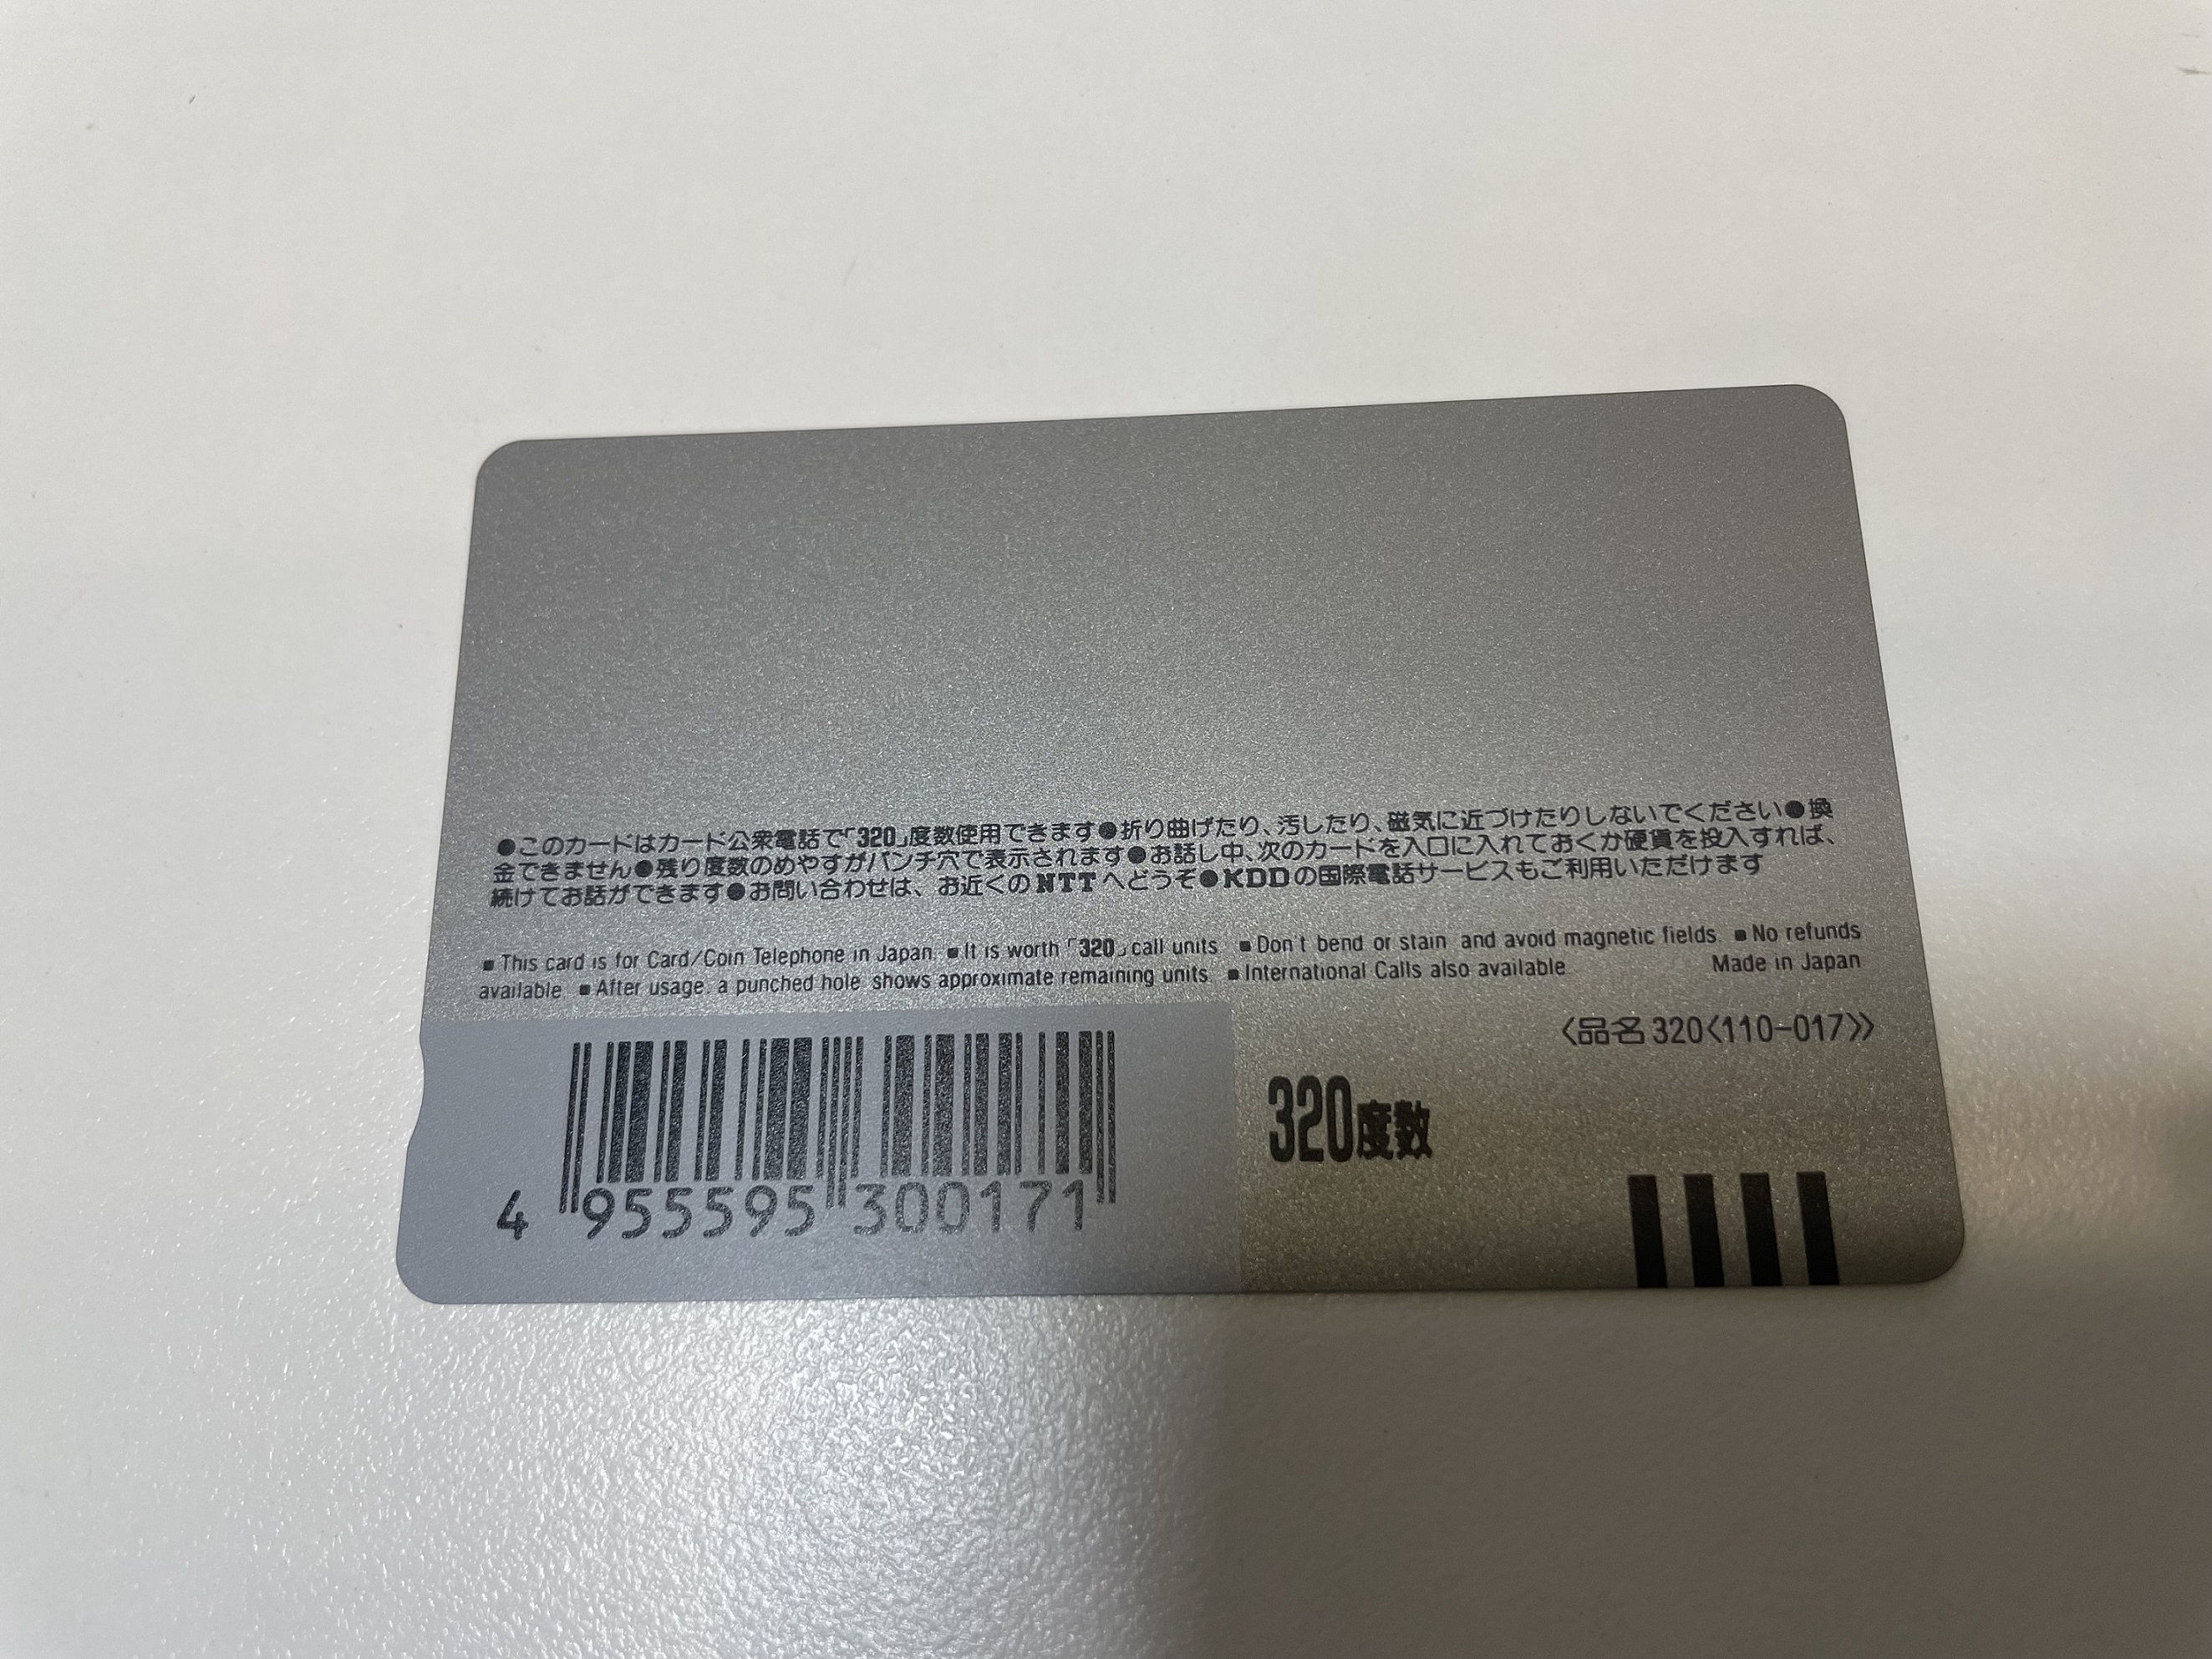 ●このカードはカード公衆電話で「320」度数使用できます●折り曲げたり、汚したり、磁気に近づけたりしないでください●換
金できません●残り度数のめやすがパンチ穴で表示されます●お話し中、次のカードを入口に入れておくか硬貨を投入すれば、
続けてお話ができます●お問い合わせは、お近くのNTTへどうぞ●KDDの国際電話サービスもご利用いただけます
■This card is for Card/Coin Telephone in Japan. ■It is worth「320」call units. ■Don't bend or stain, and avoid magnetic fields. ■No refunds
available. ■After usage, a punched hole, shows approximate remaining units. ■International Calls also available. Made in Japan
〈品名320〈110-017〉〉
320度数
4 955595 300171